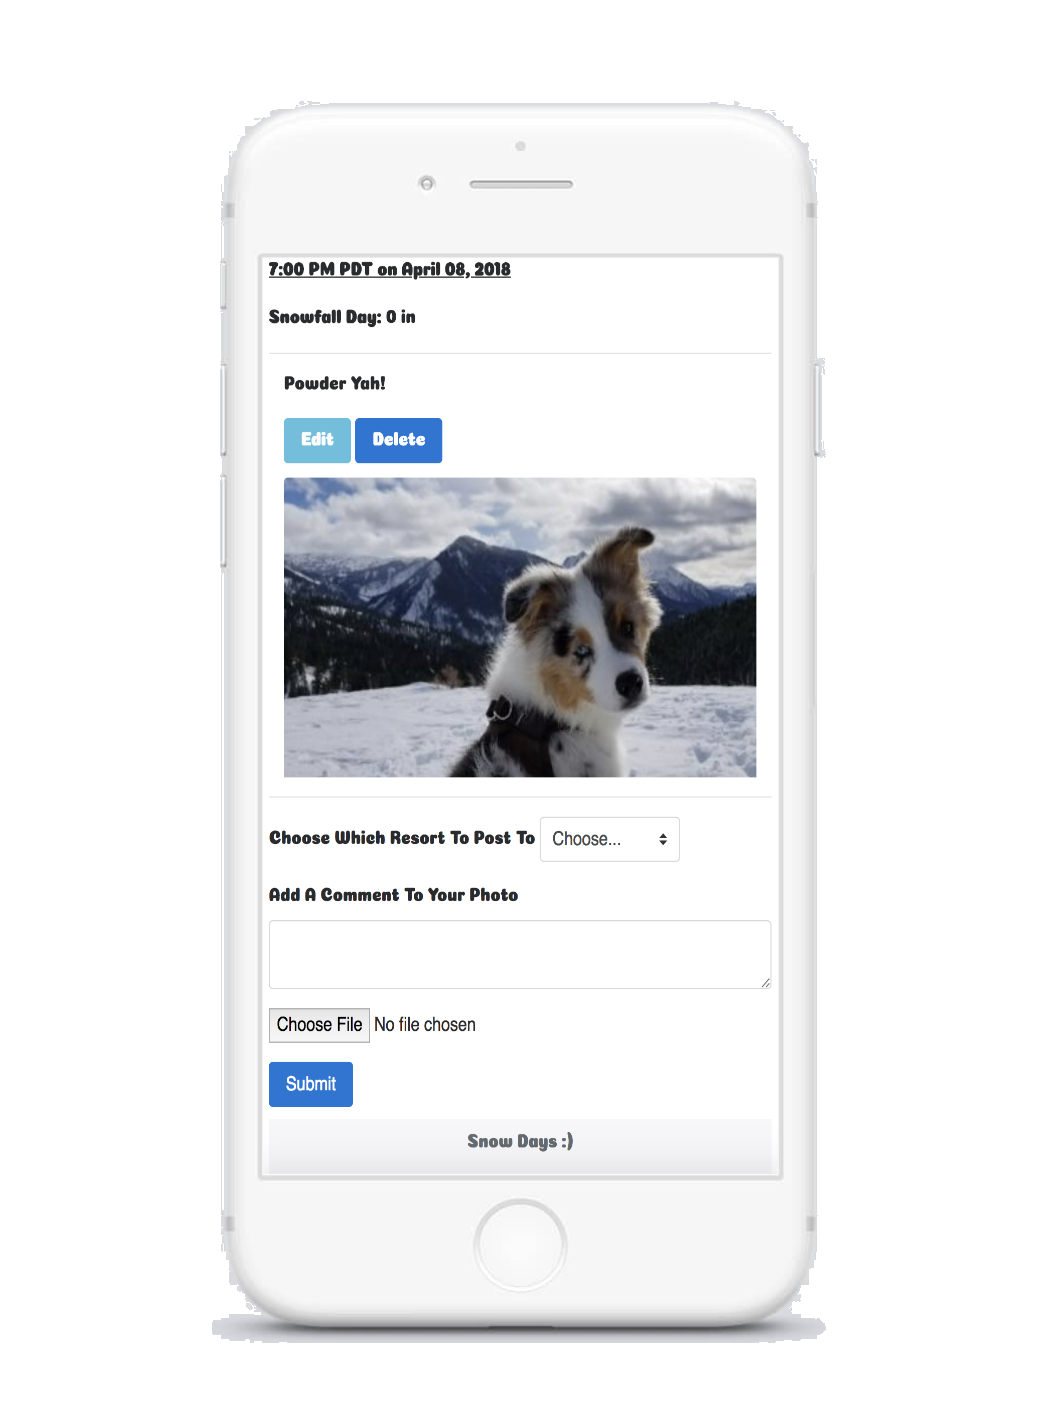 7:00 PM PDT on April 08, 2018
Snowfall Day: 0 in
Powder Yah!
Edit Delete
Choose Which Resort To Post To Choose...
Add A Comment To Your Photo
Choose File No file chosen
Submit
Snow Days :)